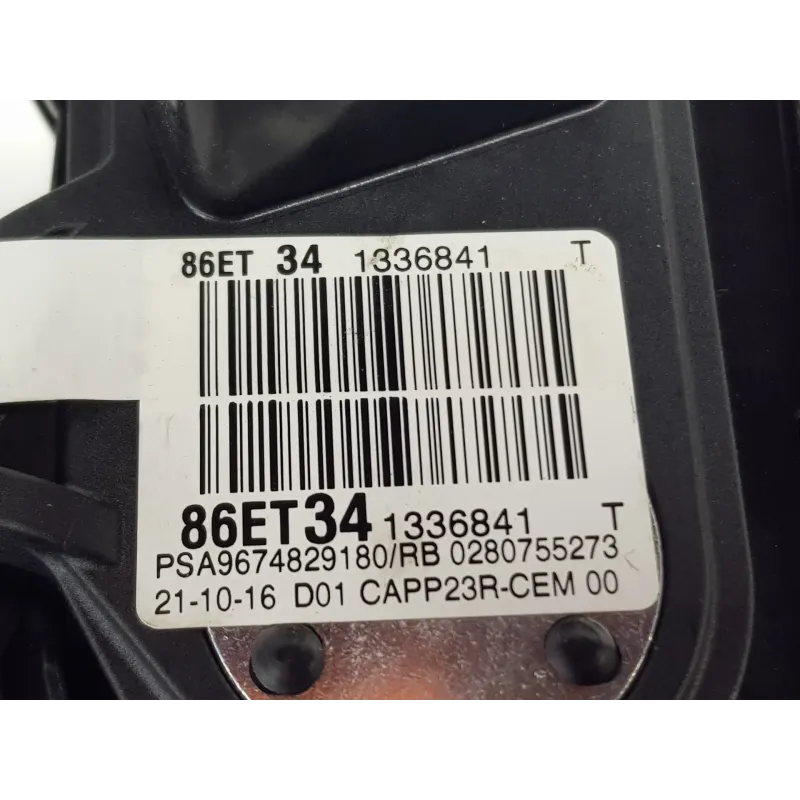 86ET 34 1336841 T
86ET34 1336841 T
PSA9674829180/RB 0280755273
21-10-16 D01 CAPP23R-CEM 00